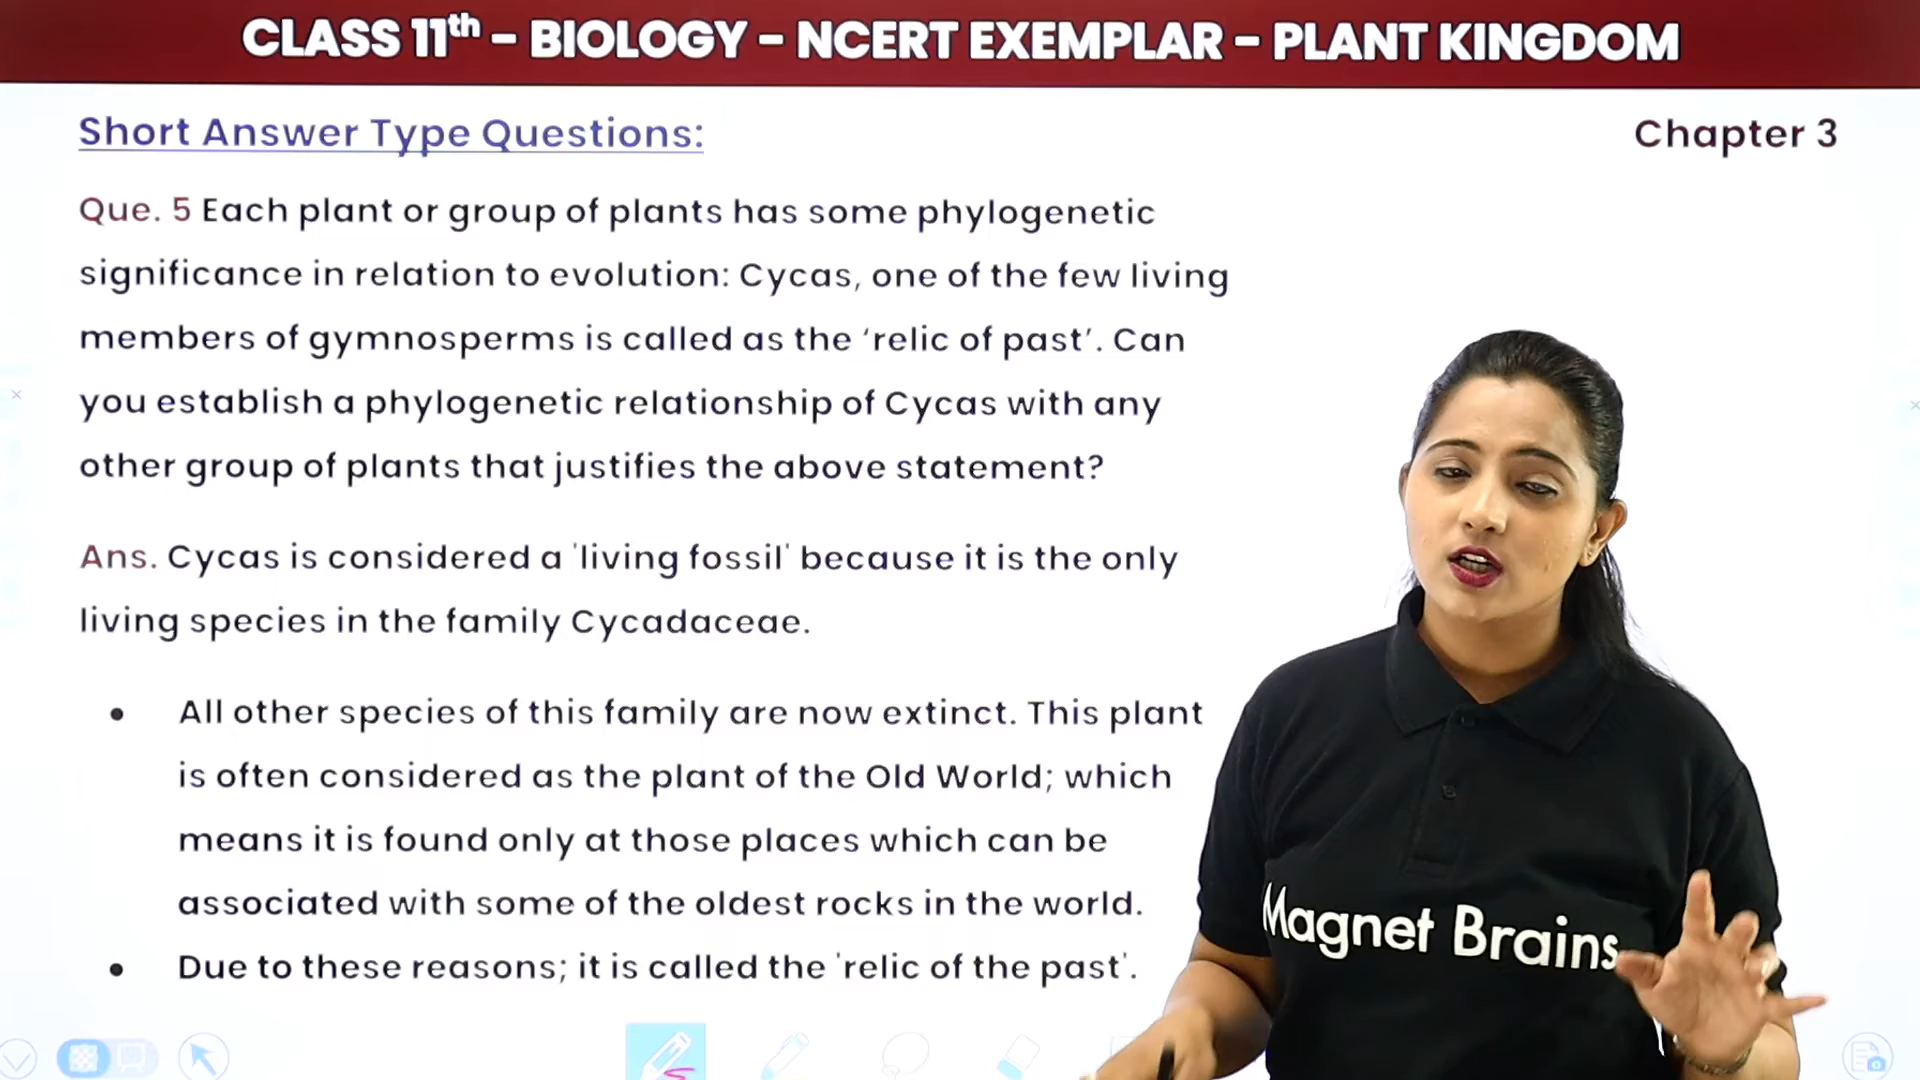 CLASS 11th - BIOLOGY - NCERT EXEMPLAR - PLANT KINGDOM
Short Answer Type Questions:
Chapter 3
Que. 5 Each plant or group of plants has some phylogenetic
significance in relation to evolution: Cycas, one of the few living
members of gymnosperms is called as the ‘relic of past’. Can
you establish a phylogenetic relationship of Cycas with any
other group of plants that justifies the above statement?
Ans. Cycas is considered a 'living fossil' because it is the only
living species in the family Cycadaceae.
• All other species of this family are now extinct. This plant
is often considered as the plant of the Old World; which
means it is found only at those places which can be
associated with some of the oldest rocks in the world.
• Due to these reasons; it is called the 'relic of the past'.
Magnet Brains